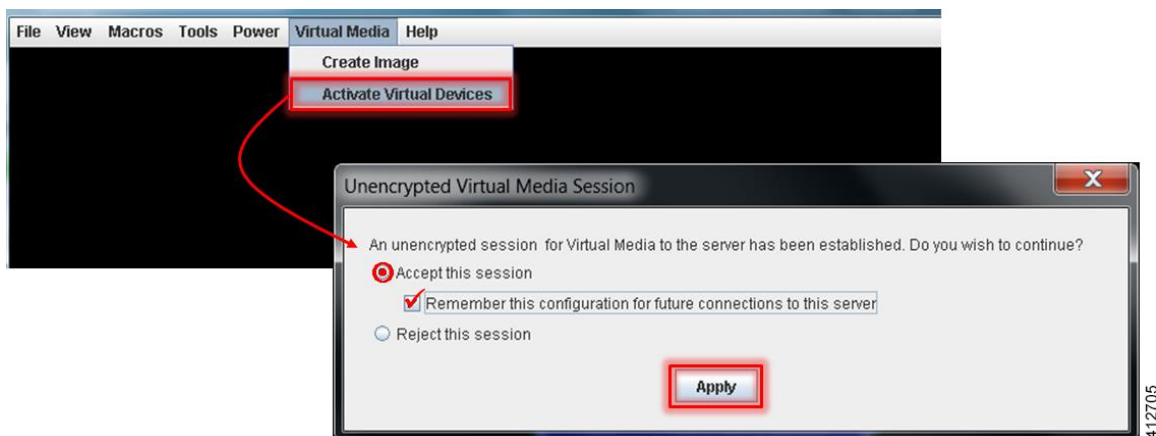 File View Macros Tools Power Virtual Media Help
Create Image
Activate Virtual Devices
Unencrypted Virtual Media Session
X
An unencrypted session for Virtual Media to the server has been established. Do you wish to continue?
Accept this session
Remember this configuration for future connections to this server
Reject this session
Apply
412705